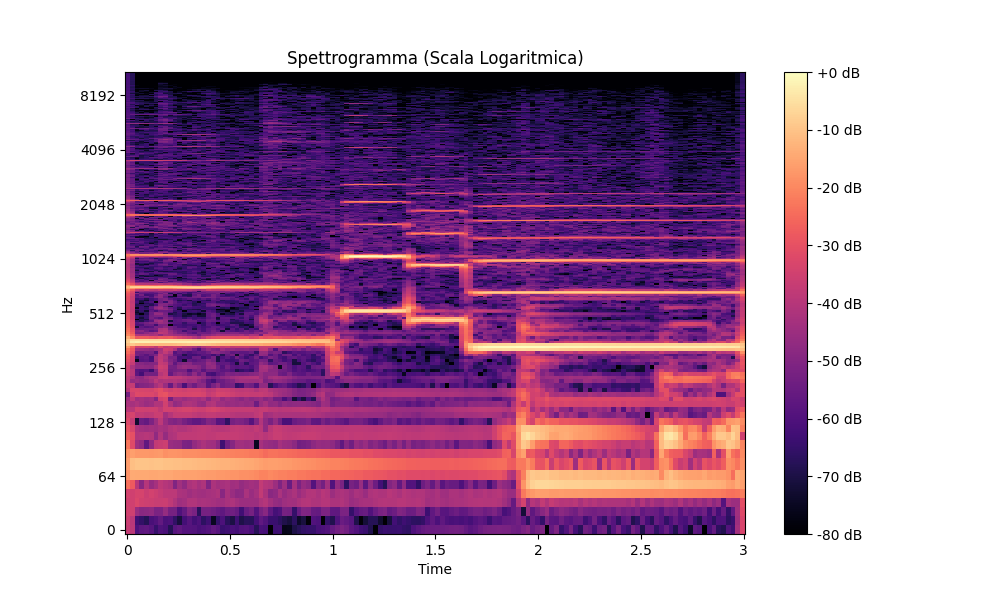 Spettrogramma (Scala Logaritmica)
Hz
8192
4096
2048
1024
512
256
128
64
0
0
0.5
1
1.5
2
2.5
3
Time
+0 dB
-10 dB
-20 dB
-30 dB
-40 dB
-50 dB
-60 dB
-70 dB
-80 dB